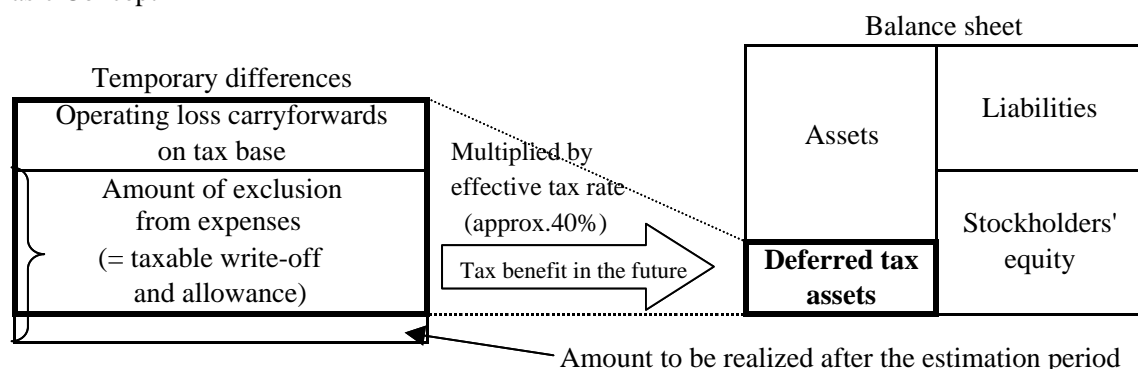 Balance sheet
Temporary differences
Operating loss carryforwards
on tax base
Amount of exclusion
from expenses
(= taxable write-off
and allowance)
Multiplied by
effective tax rate
(approx.40%)
Tax benefit in the future
Assets
Deferred tax
assets
Liabilities
Stockholders'
equity
Amount to be realized after the estimation period